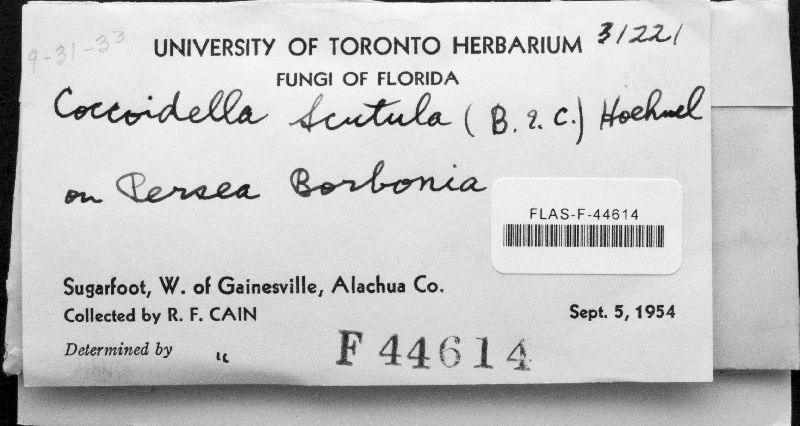 9-31-33
UNIVERSITY OF TORONTO HERBARIUM 31221
FUNGI OF FLORIDA
Coccoidella scutula (B. & C.) Hoehnel
on Persea Borbonia
FLAS-F-44614
Sugarfoot, W. of Gainesville, Alachua Co.
Collected by R. F. CAIN Sept. 5, 1954
Determined by "
F 44614